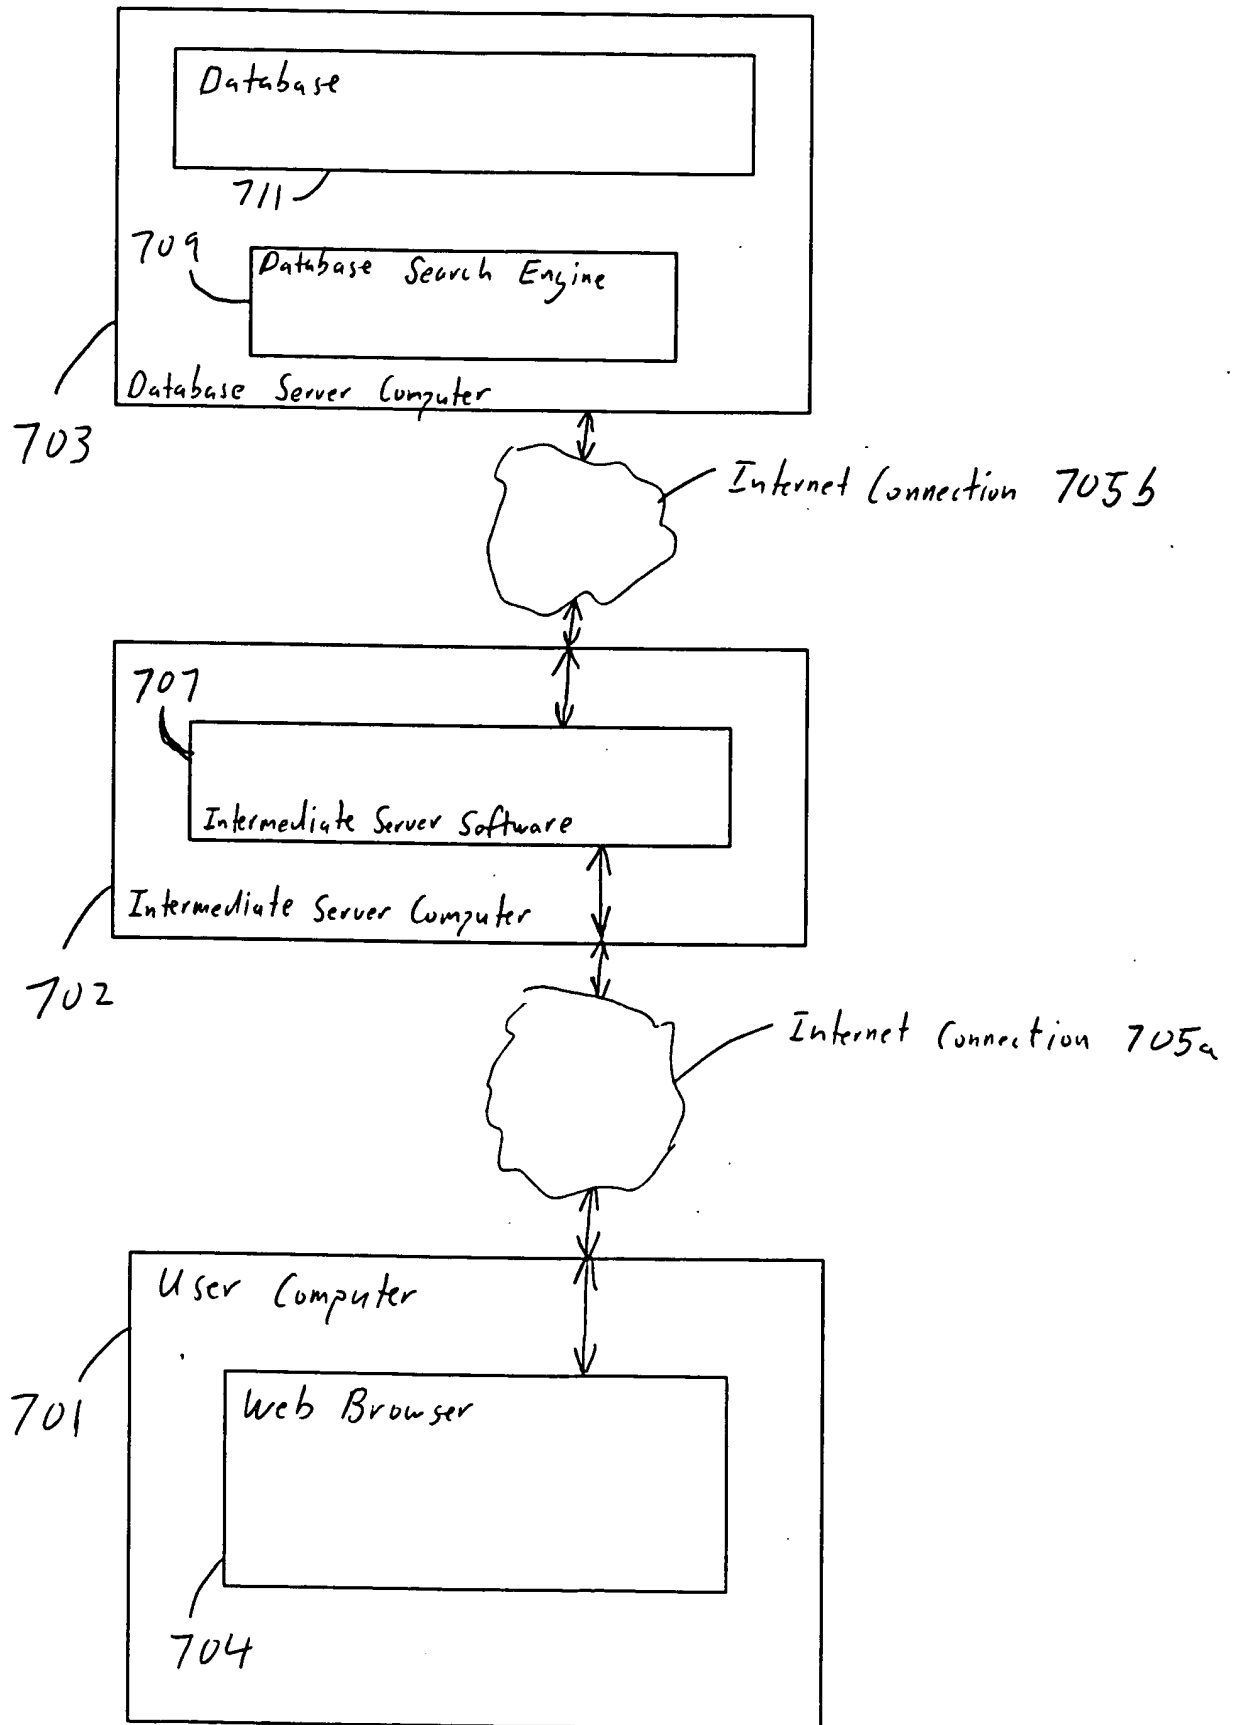 Database
711
709
Database Search Engine
Database Server Computer
703
Internet Connection 705b
707
Intermediate Server Software
Intermediate Server Computer
702
Internet Connection 705a
User Computer
701
Web Browser
704